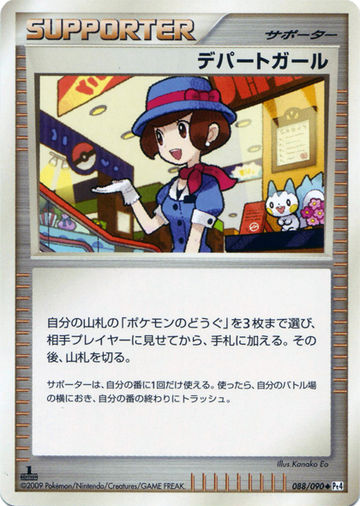 SUPPORTER
サポーター
デパートガール
自分の山札の「ポケモンのどうぐ」を3枚まで選び、
相手プレイヤーに見せてから、手札に加える。その
後、山札を切る。
サポーターは、自分の番に1回だけ使える。使ったら、自分のバトル場
の横におき、自分の番の終わりにトラッシュ。
Illus.Kanako Eo
1
EDITION
©2009 Pokémon/Nintendo/Creatures/GAME FREAK.
088/090◆ Pt4